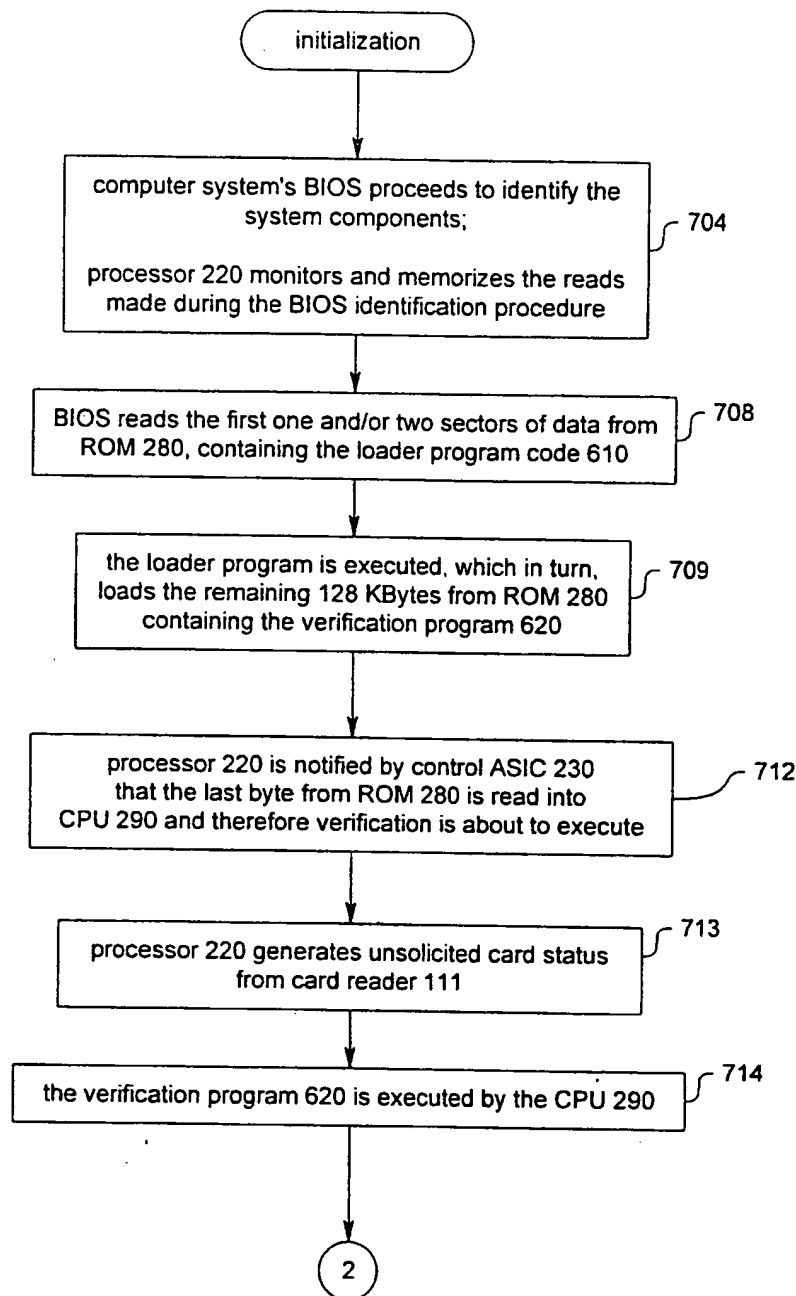 initialization
computer system's BIOS proceeds to identify the
system components;
processor 220 monitors and memorizes the reads
made during the BIOS identification procedure
704
BIOS reads the first one and/or two sectors of data from
ROM 280, containing the loader program code 610
708
the loader program is executed, which in turn,
loads the remaining 128 KBytes from ROM 280
containing the verification program 620
709
processor 220 is notified by control ASIC 230
that the last byte from ROM 280 is read into
CPU 290 and therefore verification is about to execute
712
processor 220 generates unsolicited card status
from card reader 111
713
the verification program 620 is executed by the CPU 290
714
2